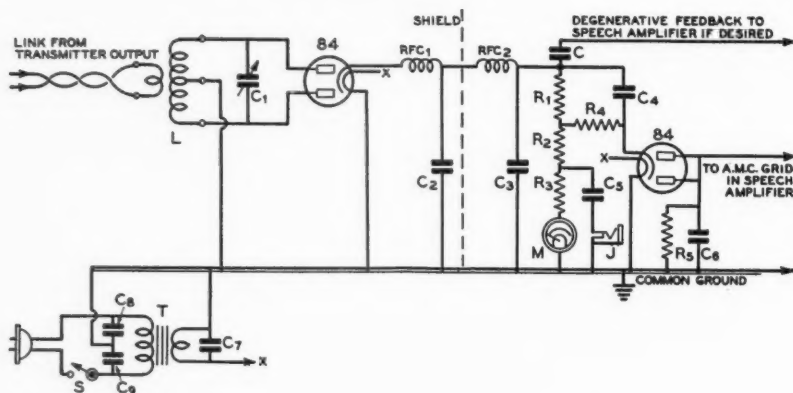 SHIELD
DEGENERATIVE FEEDBACK TO
SPEECH AMPLIFIER IF DESIRED
LINK FROM
TRANSMITTER OUTPUT
84
RFC1
RFC2
C
X
C1
L
R1
R4
C4
84
R2
X
C2
C3
R3
C5
TO A.M.C. GRID
IN SPEECH
AMPLIFIER
M
J
R5
C6
COMMON GROUND
C8
T
C7
X
S
C9